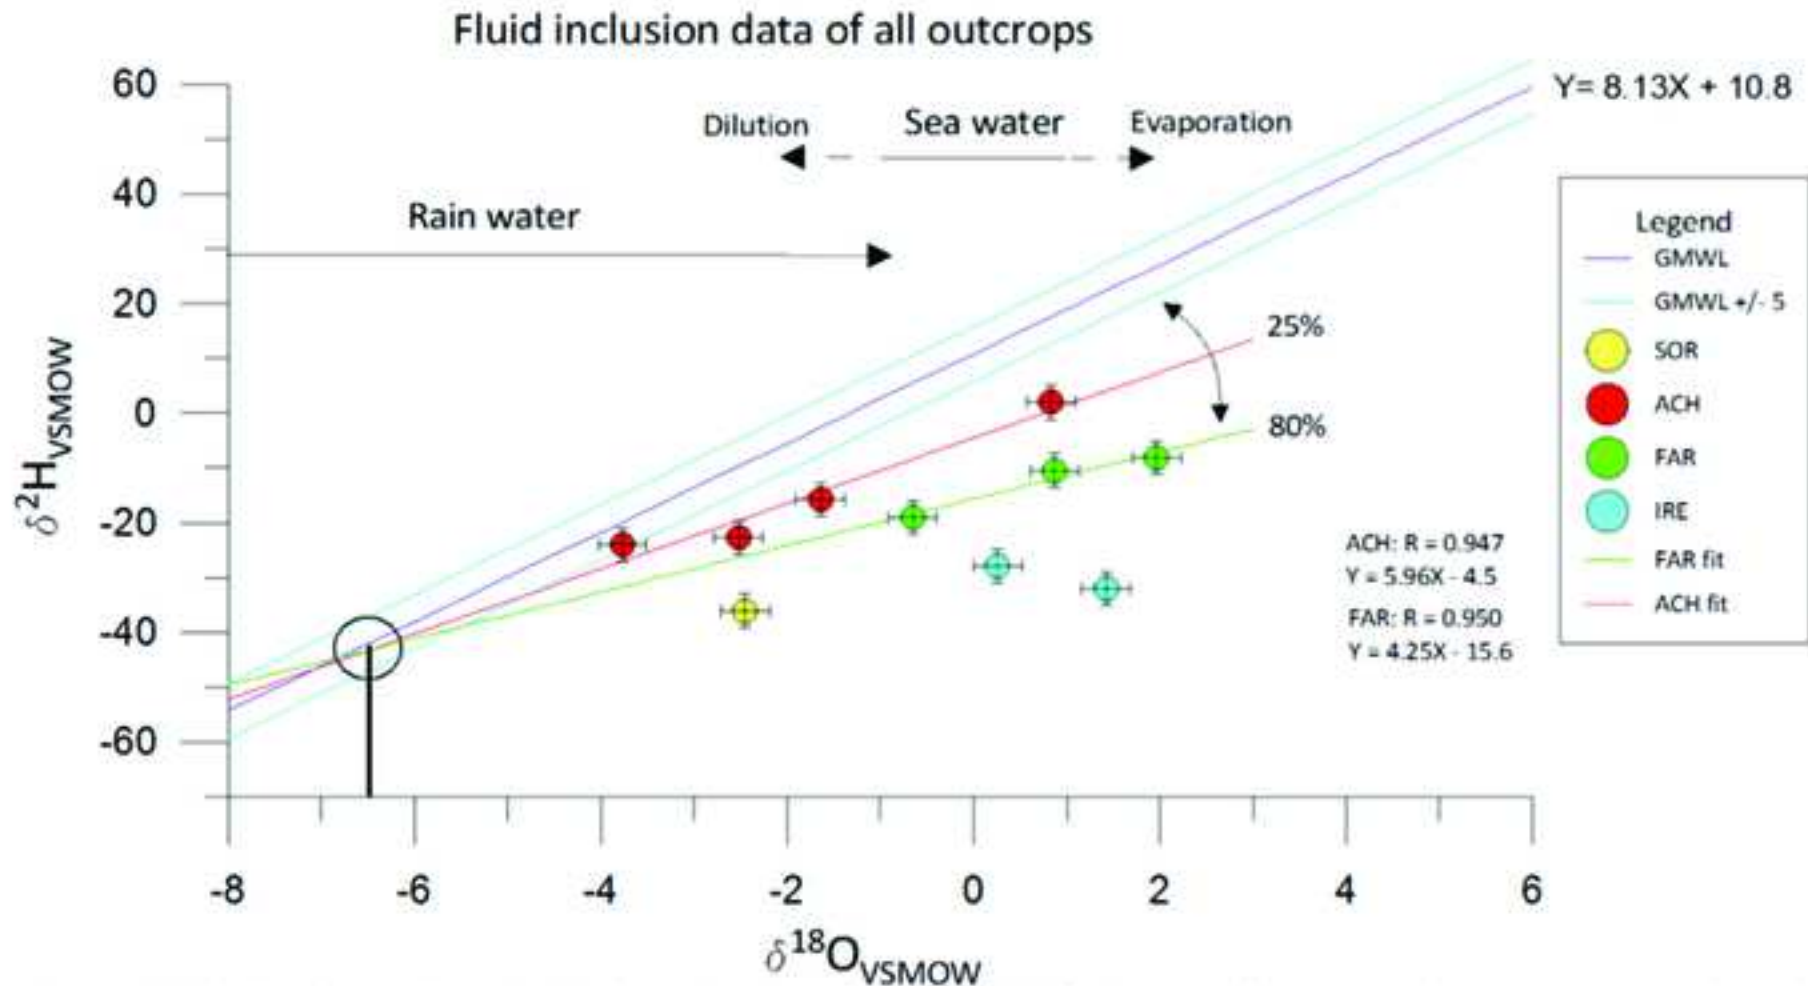 Fluid inclusion data of all outcrops
Y= 8.13X + 10.8
Dilution
Sea water
Evaporation
Rain water
60
40
20
0
-20
-40
-60
δ²H_VSMOW
25%
80%
ACH: R = 0.947
Y = 5.96X - 4.5
FAR: R = 0.950
Y = 4.25X - 15.6
Legend
GMWL
GMWL +/- 5
SOR
ACH
FAR
IRE
FAR fit
ACH fit
-8 -6 -4 -2 0 2 4 6
δ¹⁸O_VSMOW